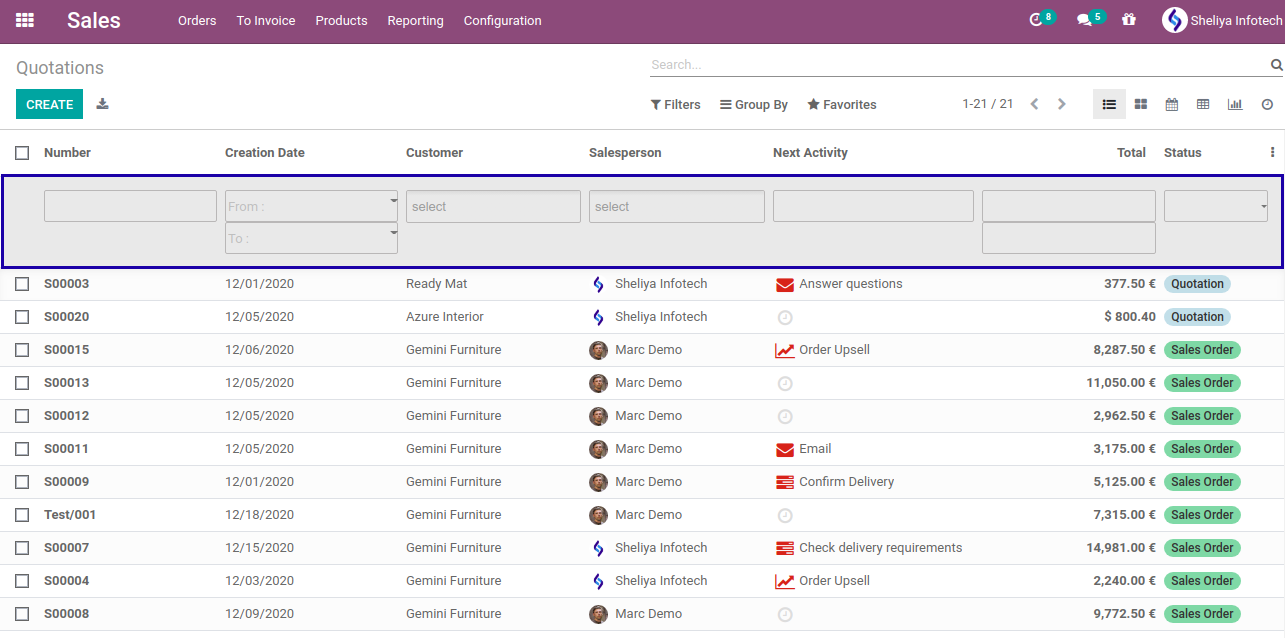 Sales Orders To Invoice Products Reporting Configuration 8 5 Sheliya Infotech
Quotations Search...
CREATE Filters Group By Favorites 1-21 / 21
Number Creation Date Customer Salesperson Next Activity Total Status
From : select select
To :
S00003 12/01/2020 Ready Mat Sheliya Infotech Answer questions 377.50 € Quotation
S00020 12/05/2020 Azure Interior Sheliya Infotech $ 800.40 Quotation
S00015 12/06/2020 Gemini Furniture Marc Demo Order Upsell 8,287.50 € Sales Order
S00013 12/05/2020 Gemini Furniture Marc Demo 11,050.00 € Sales Order
S00012 12/05/2020 Gemini Furniture Marc Demo 2,962.50 € Sales Order
S00011 12/05/2020 Gemini Furniture Marc Demo Email 3,175.00 € Sales Order
S00009 12/01/2020 Gemini Furniture Marc Demo Confirm Delivery 5,125.00 € Sales Order
Test/001 12/18/2020 Gemini Furniture Marc Demo 7,315.00 € Sales Order
S00007 12/15/2020 Gemini Furniture Sheliya Infotech Check delivery requirements 14,981.00 € Sales Order
S00004 12/03/2020 Gemini Furniture Sheliya Infotech Order Upsell 2,240.00 € Sales Order
S00008 12/09/2020 Gemini Furniture Marc Demo 9,772.50 € Sales Order